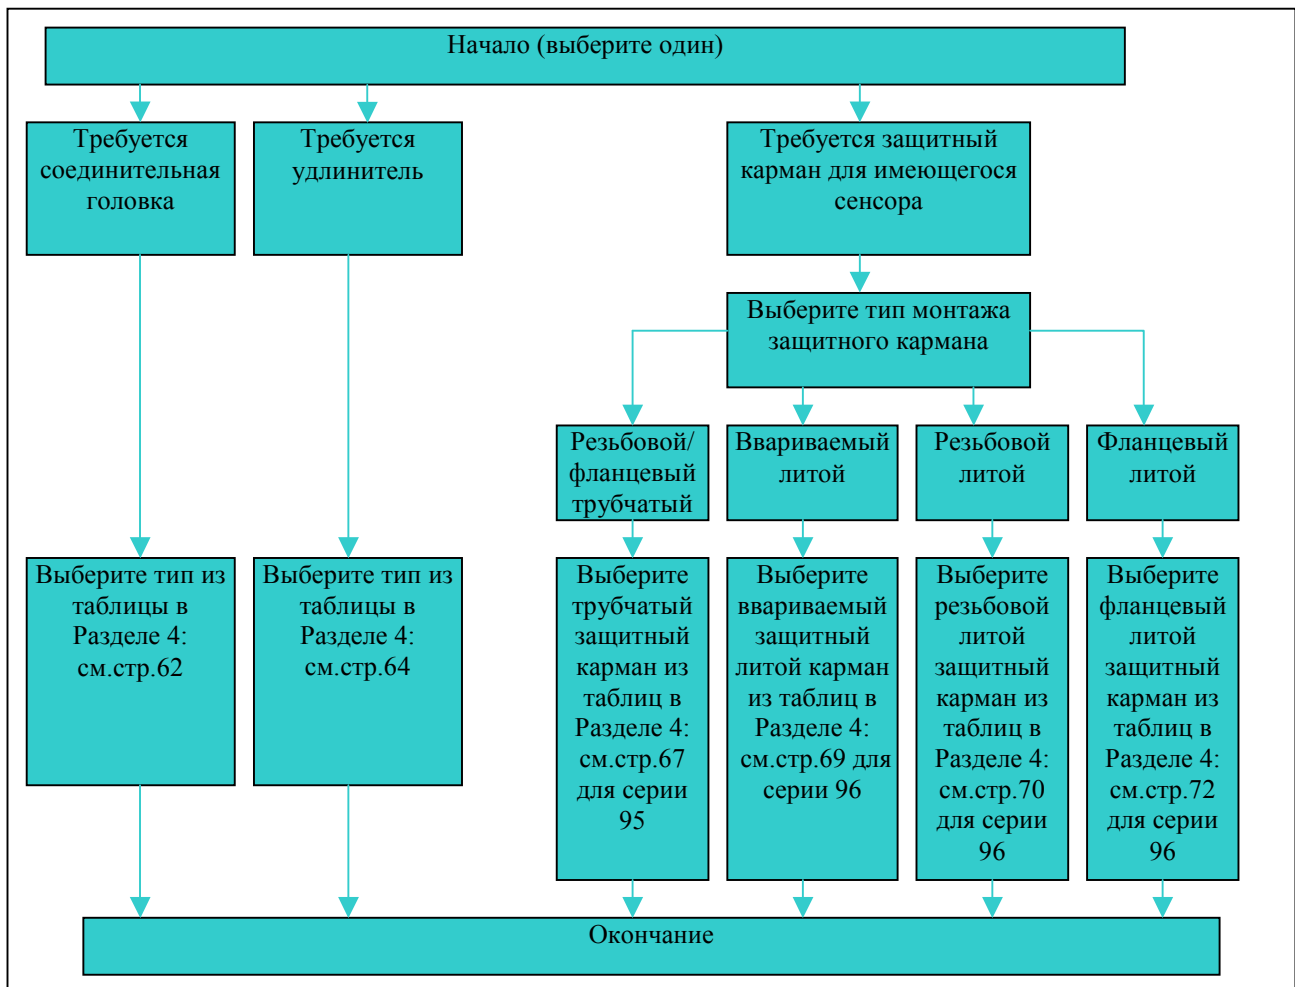 Начало (выберите один)
Требуется
соединительная
головка
Требуется
удлинитель
Требуется защитный
карман для имеющегося
сенсора
Выберите тип монтажа
защитного кармана
Резьбовой/
фланцевый
трубчатый
Ввариваемый
литой
Резьбовой
литой
Фланцевый
литой
Выберите тип из
таблицы в
Разделе 4:
см.стр.62
Выберите тип из
таблицы в
Разделе 4:
см.стр.64
Выберите
трубчатый
защитный
карман из
таблиц в
Разделе 4:
см.стр.67
для серии
95
Выберите
ввариваемый
защитный
литой карман
из таблиц в
Разделе 4:
см.стр.69 для
серии 96
Выберите
резьбовой
литой
защитный
карман из
таблиц в
Разделе 4:
см.стр.70
для серии
96
Выберите
фланцевый
литой
защитный
карман из
таблиц в
Разделе 4:
см.стр.72
для серии
96
Окончание